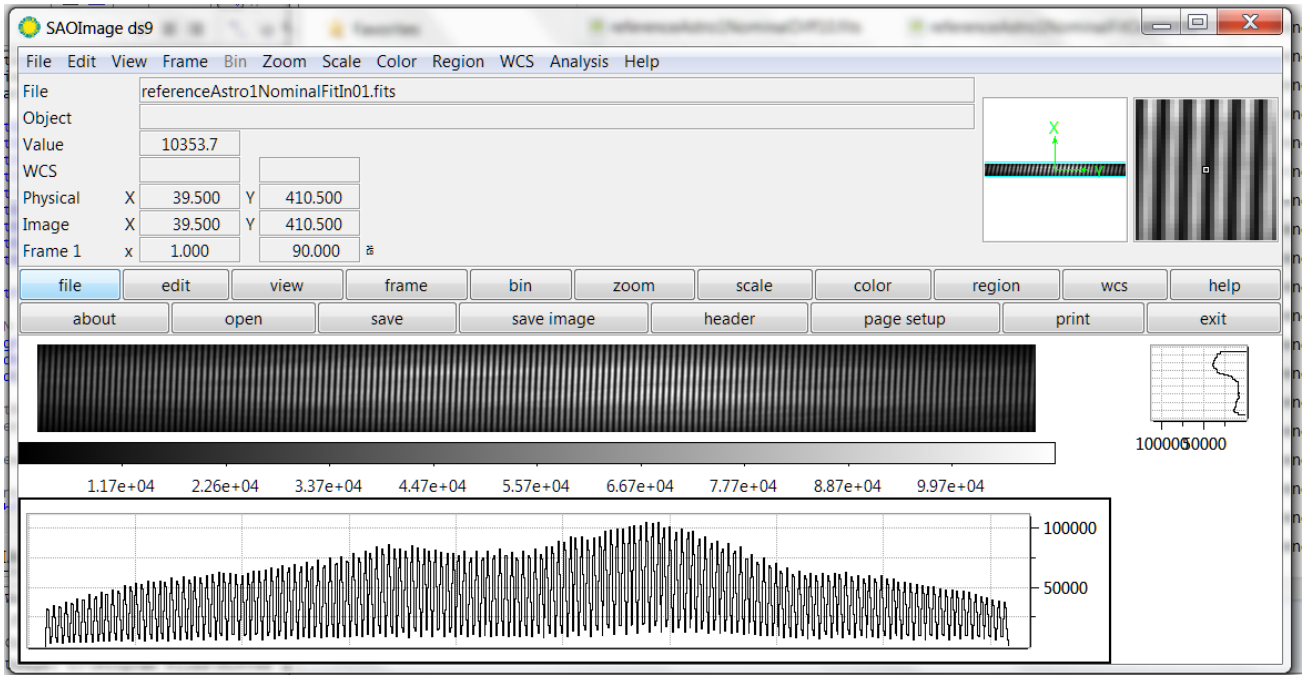 SAOImage ds9
File Edit View Frame Bin Zoom Scale Color Region WCS Analysis Help
File referenceAstro1NominalFitIn01.fits
Object
Value 10353.7
WCS
Physical X 39.500 Y 410.500
Image X 39.500 Y 410.500
Frame 1 x 1.000 90.000
X
Y
file edit view frame bin zoom scale color region wcs help
about open save save image header page setup print exit
1.17e+04 2.26e+04 3.37e+04 4.47e+04 5.57e+04 6.67e+04 7.77e+04 8.87e+04 9.97e+04
100000
50000
100000
50000